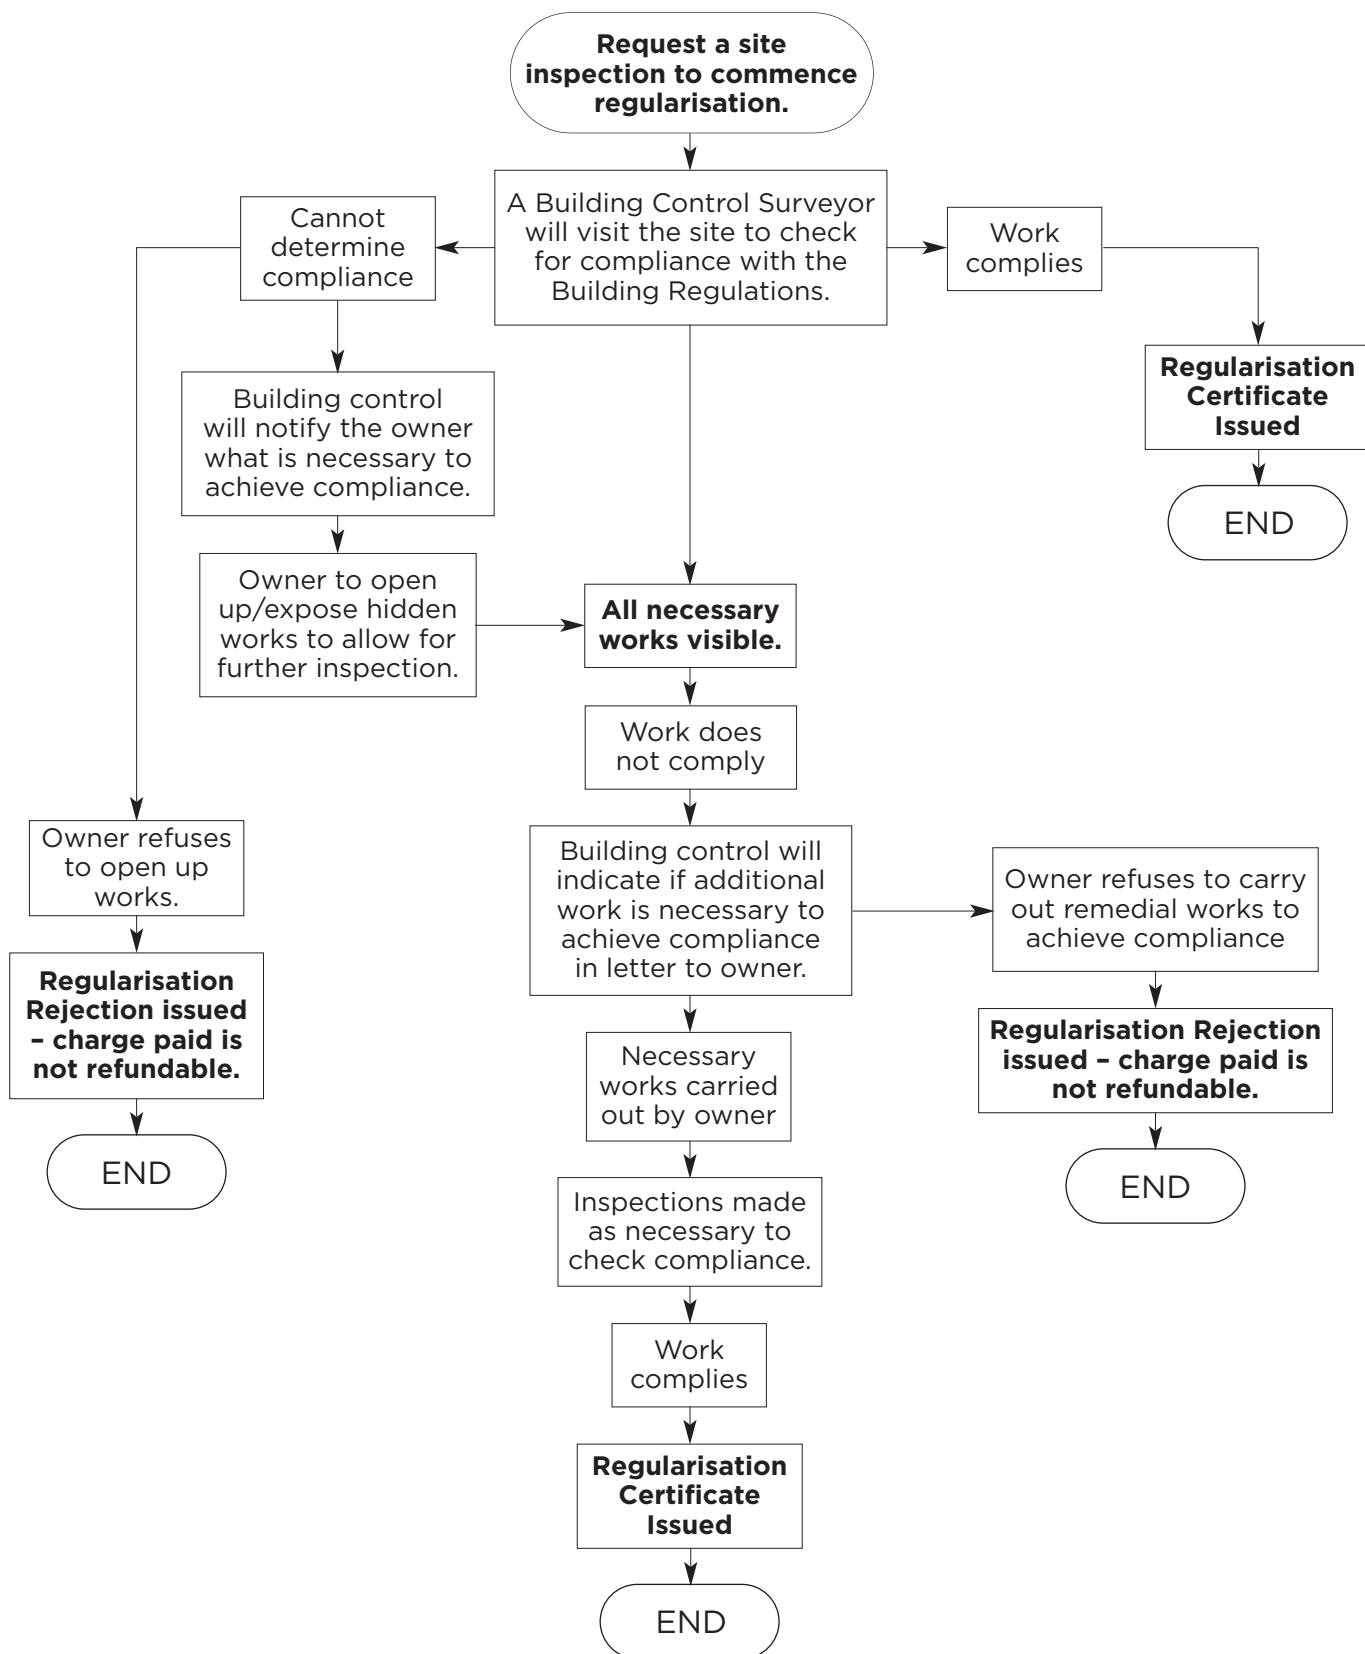 Request a site
inspection to commence
regularisation.
A Building Control Surveyor
will visit the site to check
for compliance with the
Building Regulations.
Cannot
determine
compliance
Work
complies
Regularisation
Certificate
Issued
END
Building control
will notify the owner
what is necessary to
achieve compliance.
Owner to open
up/expose hidden
works to allow for
further inspection.
All necessary
works visible.
Work does
not comply
Owner refuses
to open up
works.
Regularisation
Rejection issued
– charge paid is
not refundable.
END
Building control will
indicate if additional
work is necessary to
achieve compliance
in letter to owner.
Owner refuses to carry
out remedial works to
achieve compliance
Regularisation Rejection
issued – charge paid is
not refundable.
END
Necessary
works carried
out by owner
Inspections made
as necessary to
check compliance.
Work
complies
Regularisation
Certificate
Issued
END